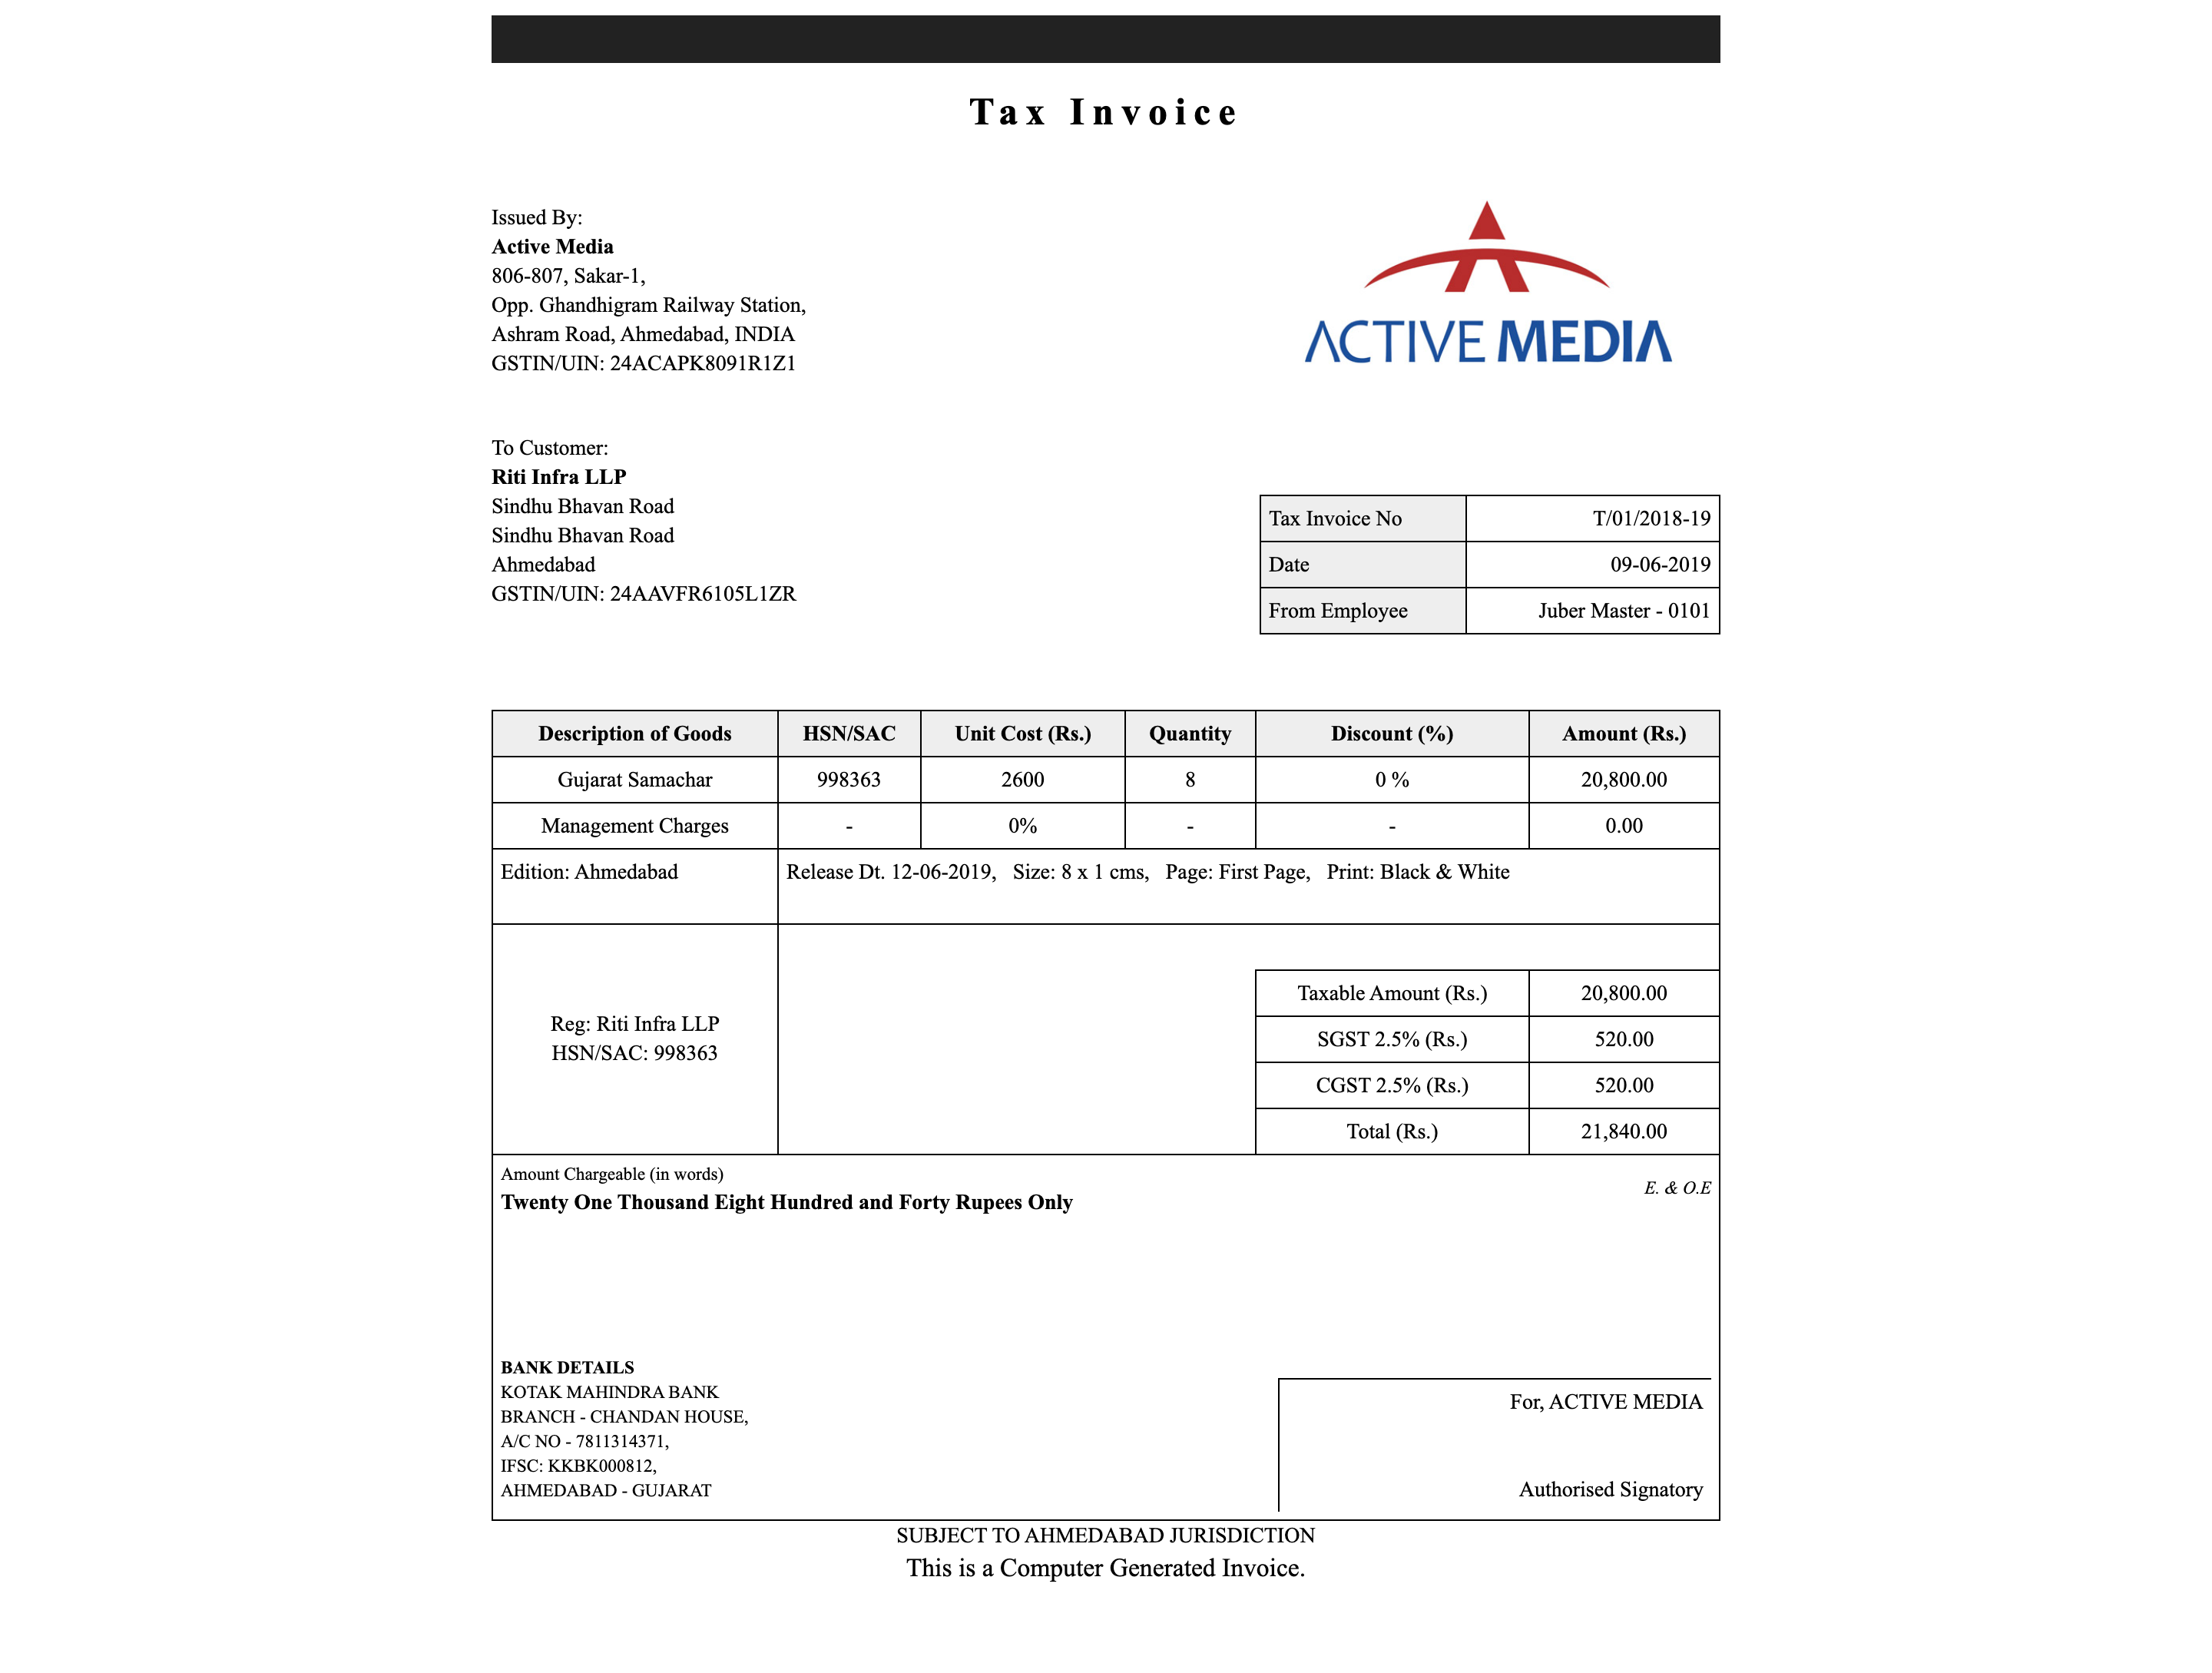 Tax Invoice
Issued By:
Active Media
806-807, Sakar-1,
Opp. Ghandhigram Railway Station,
Ashram Road, Ahmedabad, INDIA
GSTIN/UIN: 24ACAPK8091R1Z1
ACTIVE MEDIA
To Customer:
Riti Infra LLP
Sindhu Bhavan Road
Sindhu Bhavan Road
Ahmedabad
GSTIN/UIN: 24AAVFR6105L1ZR
Tax Invoice No T/01/2018-19
Date 09-06-2019
From Employee Juber Master - 0101
Description of Goods HSN/SAC Unit Cost (Rs.) Quantity Discount (%) Amount (Rs.)
Gujarat Samachar 998363 2600 8 0 % 20,800.00
Management Charges - 0% - - 0.00
Edition: Ahmedabad Release Dt. 12-06-2019, Size: 8 x 1 cms, Page: First Page, Print: Black & White
Reg: Riti Infra LLP
HSN/SAC: 998363
Taxable Amount (Rs.) 20,800.00
SGST 2.5% (Rs.) 520.00
CGST 2.5% (Rs.) 520.00
Total (Rs.) 21,840.00
Amount Chargeable (in words)
E. & O.E
Twenty One Thousand Eight Hundred and Forty Rupees Only
BANK DETAILS
KOTAK MAHINDRA BANK
BRANCH - CHANDAN HOUSE,
A/C NO - 7811314371,
IFSC: KKBK000812,
AHMEDABAD - GUJARAT
For, ACTIVE MEDIA
Authorised Signatory
SUBJECT TO AHMEDABAD JURISDICTION
This is a Computer Generated Invoice.